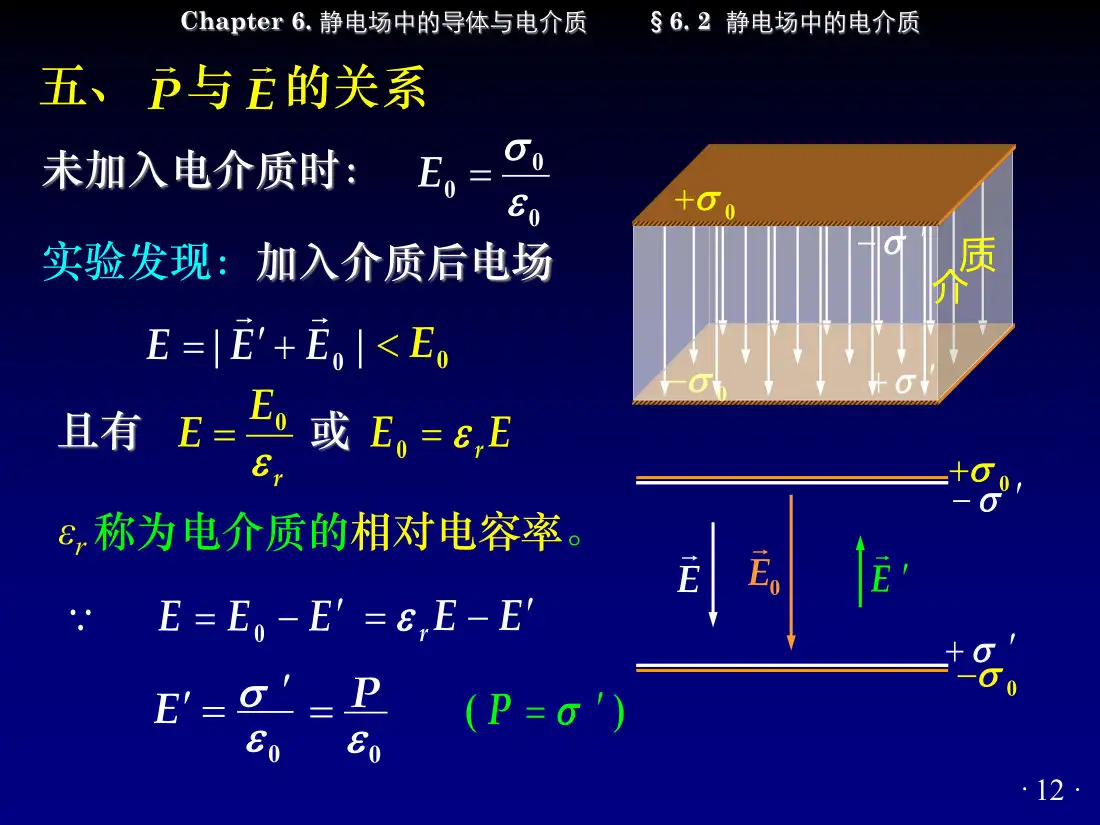 Chapter 6. 静电场中的导体与电介质 §6. 2 静电场中的电介质
五、 P⃗ 与 E⃗ 的关系
未加入电介质时： E₀ = σ₀/ε₀
实验发现：加入介质后电场
E = | E⃗′ + E⃗₀ | < E₀
且有 E = E₀/εᵣ 或 E₀ = εᵣE
εᵣ 称为电介质的相对电容率。
∵ E = E₀ − E′ = εᵣE − E′
E′ = σ′/ε₀ = P/ε₀ ( P = σ′ )
+σ₀
−σ′
介质
−σ₀
+σ′
+σ₀
−σ′
E⃗ E⃗₀ E⃗′
+σ′
−σ₀
· 12 ·